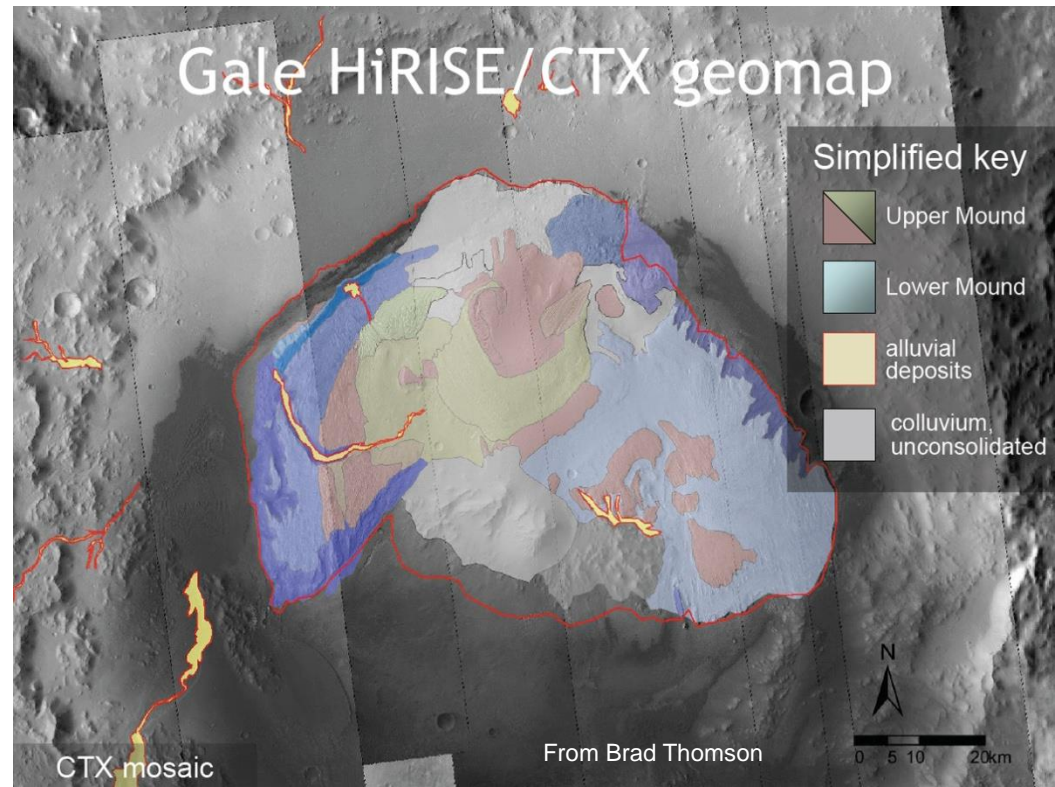 Gale HiRISE/CTX geomap
Simplified key
Upper Mound
Lower Mound
alluvial
deposits
colluvium,
unconsolidated
N
0 5 10 20km
From Brad Thomson
CTX mosaic